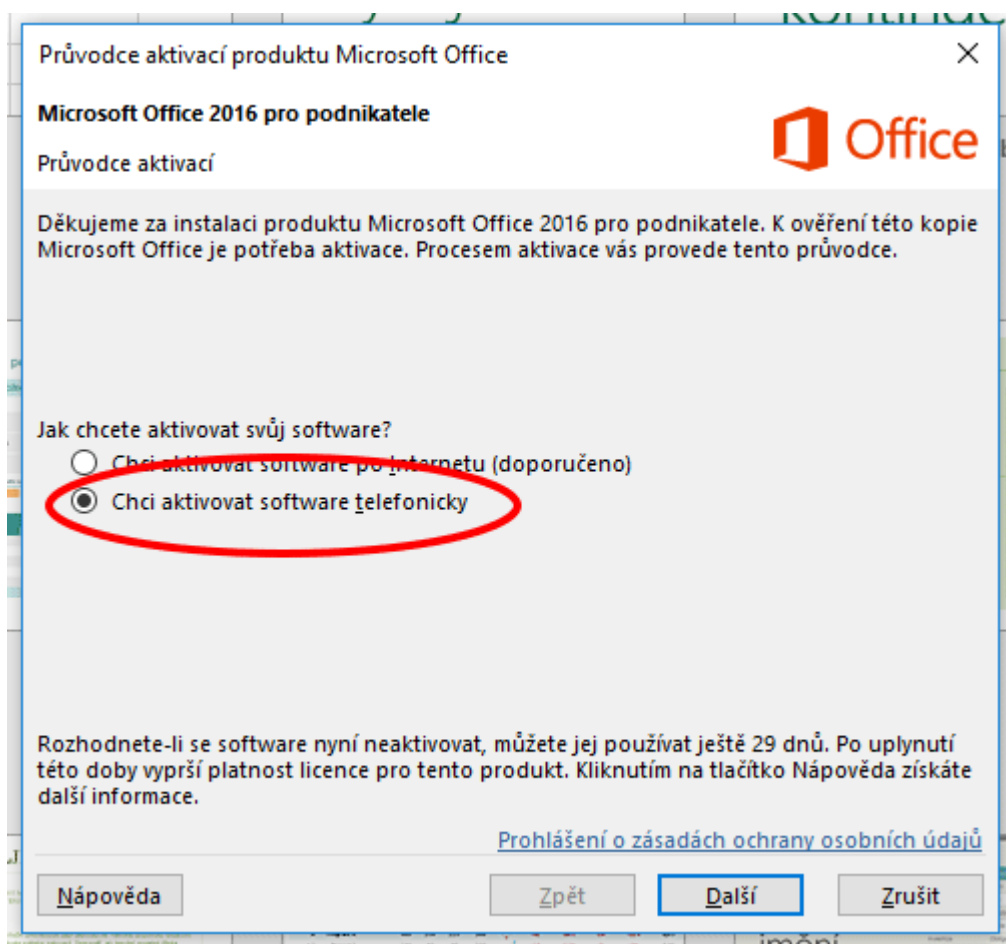 Průvodce aktivací produktu Microsoft Office
Microsoft Office 2016 pro podnikatele
Office
Průvodce aktivací
Děkujeme za instalaci produktu Microsoft Office 2016 pro podnikatele. K ověření této kopie
Microsoft Office je potřeba aktivace. Procesem aktivace vás provede tento průvodce.
Jak chcete aktivovat svůj software?
Chci aktivovat software po Internetu (doporučeno)
Chci aktivovat software telefonicky
Rozhodnete-li se software nyní neaktivovat, můžete jej používat ještě 29 dnů. Po uplynutí
této doby vyprší platnost licence pro tento produkt. Kliknutím na tlačítko Nápověda získáte
další informace.
Prohlášení o zásadách ochrany osobních údajů
Nápověda
Zpět
Další
Zrušit